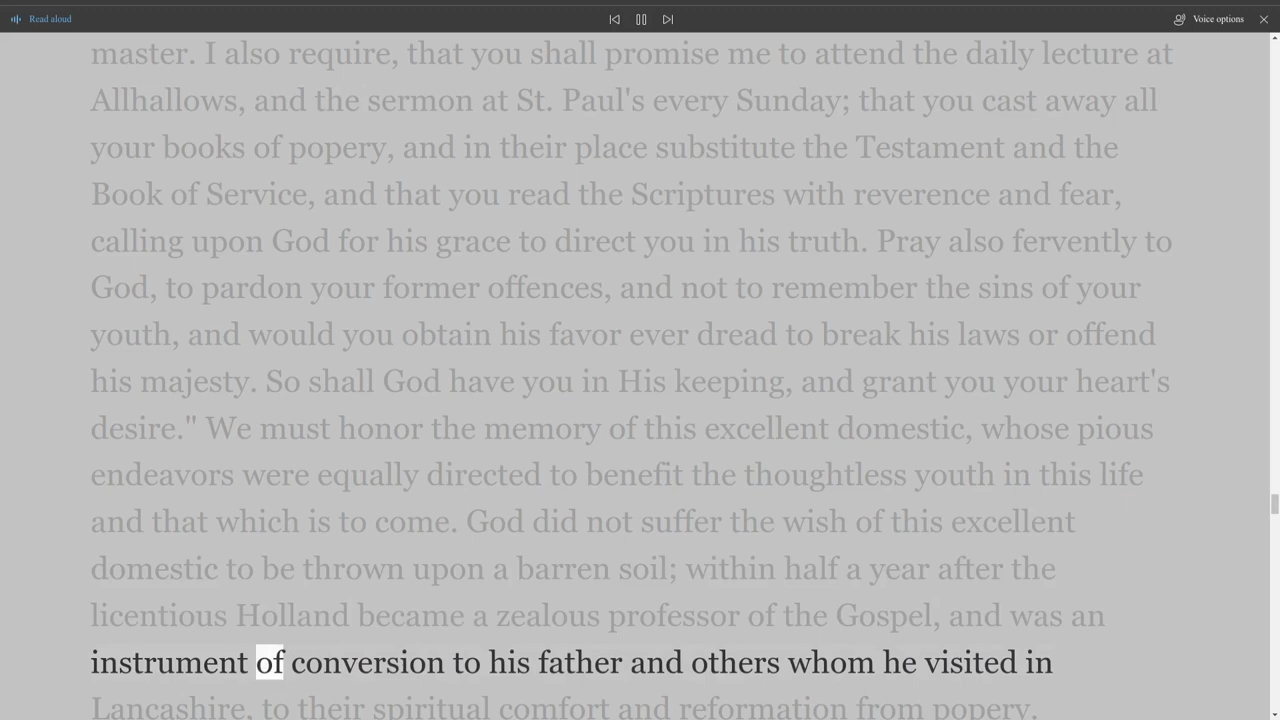 Read aloud
Voice options
master. I also require, that you shall promise me to attend the daily lecture at
Allhallows, and the sermon at St. Paul's every Sunday; that you cast away all
your books of popery, and in their place substitute the Testament and the
Book of Service, and that you read the Scriptures with reverence and fear,
calling upon God for his grace to direct you in his truth. Pray also fervently to
God, to pardon your former offences, and not to remember the sins of your
youth, and would you obtain his favor ever dread to break his laws or offend
his majesty. So shall God have you in His keeping, and grant you your heart's
desire." We must honor the memory of this excellent domestic, whose pious
endeavors were equally directed to benefit the thoughtless youth in this life
and that which is to come. God did not suffer the wish of this excellent
domestic to be thrown upon a barren soil; within half a year after the
licentious Holland became a zealous professor of the Gospel, and was an
instrument of conversion to his father and others whom he visited in
Lancashire, to their spiritual comfort and reformation from popery.